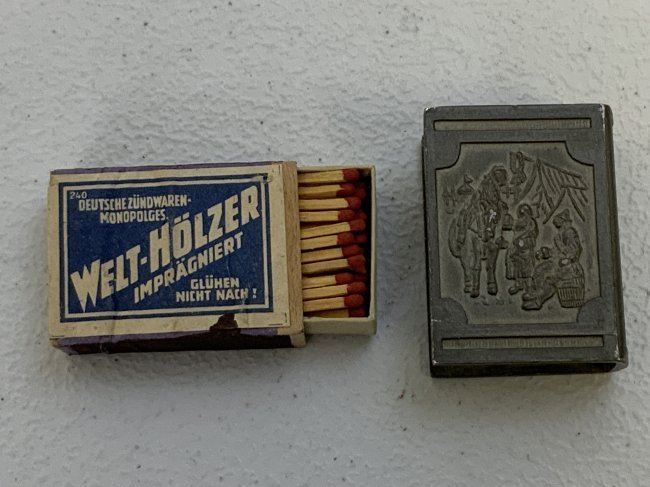 240
DEUTSCHE ZÜNDWAREN-
MONOPOLGES.
WELT-HÖLZER
IMPRÄGNIERT
GLÜHEN
NICHT NACH!